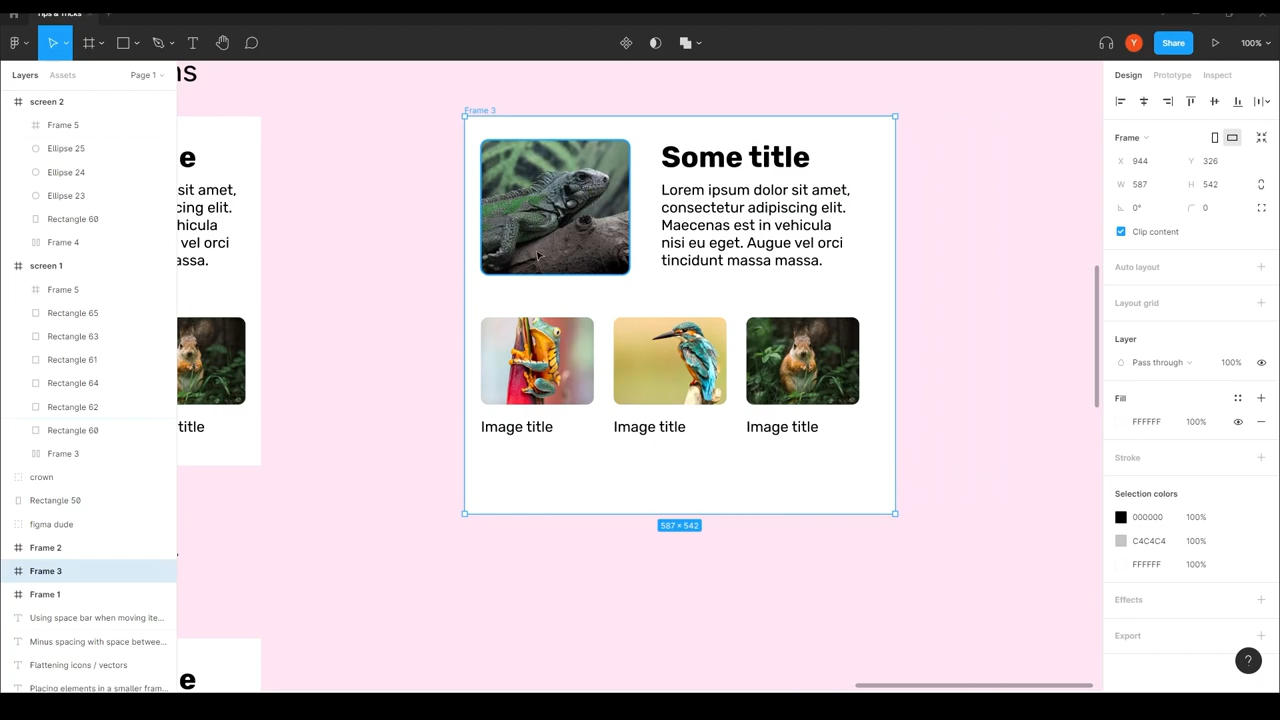 Tips & Tricks
Share
100%
Layers
Assets
Page 1
screen 2
Frame 5
Ellipse 25
Ellipse 24
Ellipse 23
Rectangle 60
Frame 4
screen 1
Frame 5
Rectangle 65
Rectangle 63
Rectangle 61
Rectangle 64
Rectangle 62
Rectangle 60
Frame 3
crown
Rectangle 50
figma dude
Frame 2
Frame 3
Frame 1
Using space bar when moving ite...
Minus spacing with space betwee...
Flattening icons / vectors
Placing elements in a smaller fram...
ns
e
sit amet,
cing elit.
hicula
vel orci
sa.
title
e
Frame 3
Some title
Lorem ipsum dolor sit amet,
consectetur adipiscing elit.
Maecenas est in vehicula
nisi eu eget. Augue vel orci
tincidunt massa massa.
Image title
Image title
Image title
587 × 542
Design
Prototype
Inspect
Frame
X 944 Y 326
W 587 H 542
0° 0
Clip content
Auto layout
Layout grid
Layer
Pass through 100%
Fill
FFFFFF 100%
Stroke
Selection colors
000000 100%
C4C4C4 100%
FFFFFF 100%
Effects
Export
?
Y